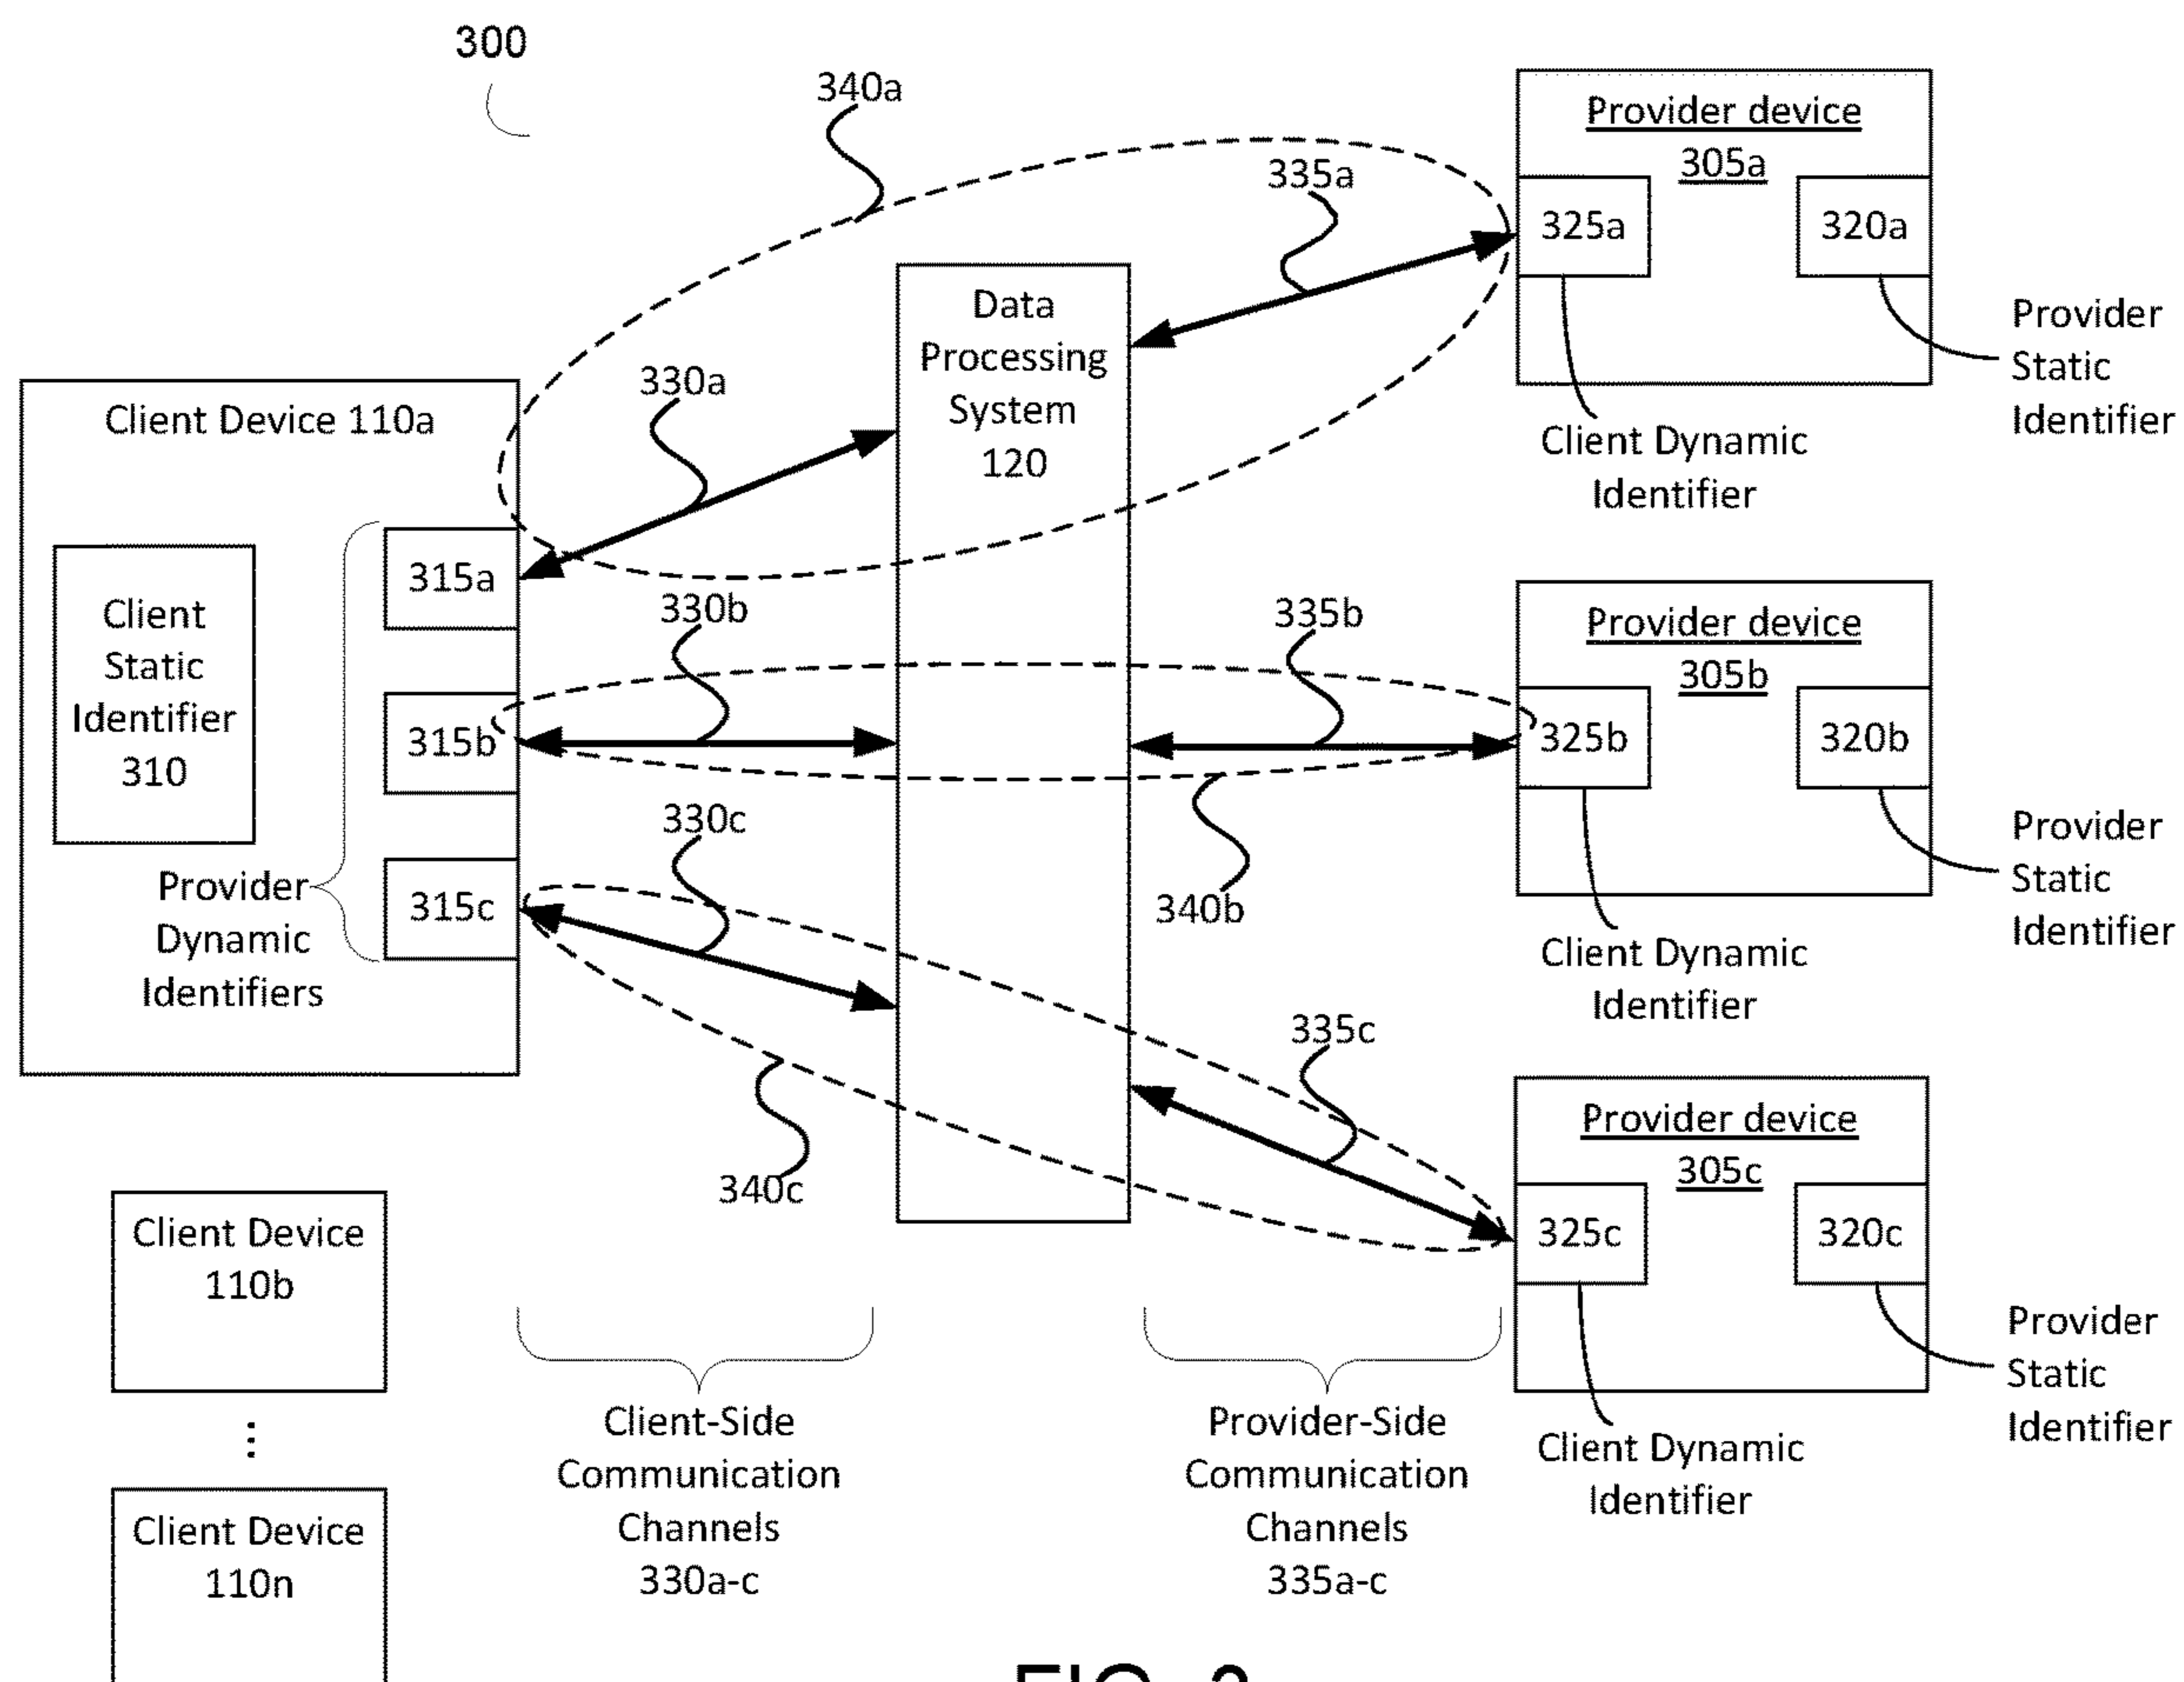 300
340a
335a
330a
Provider device
305a
325a
320a
Provider
Static
Identifier
Client Dynamic
Identifier
Data
Processing
System
120
Client Device 110a
Client
Static
Identifier
310
315a
315b
315c
Provider
Dynamic
Identifiers
330b
335b
330c
340b
335c
340c
Provider device
305b
325b
320b
Provider
Static
Identifier
Client Dynamic
Identifier
Provider device
305c
325c
320c
Provider
Static
Identifier
Client Dynamic
Identifier
Client Device
110b
⋮
Client Device
110n
Client-Side
Communication
Channels
330a-c
Provider-Side
Communication
Channels
335a-c